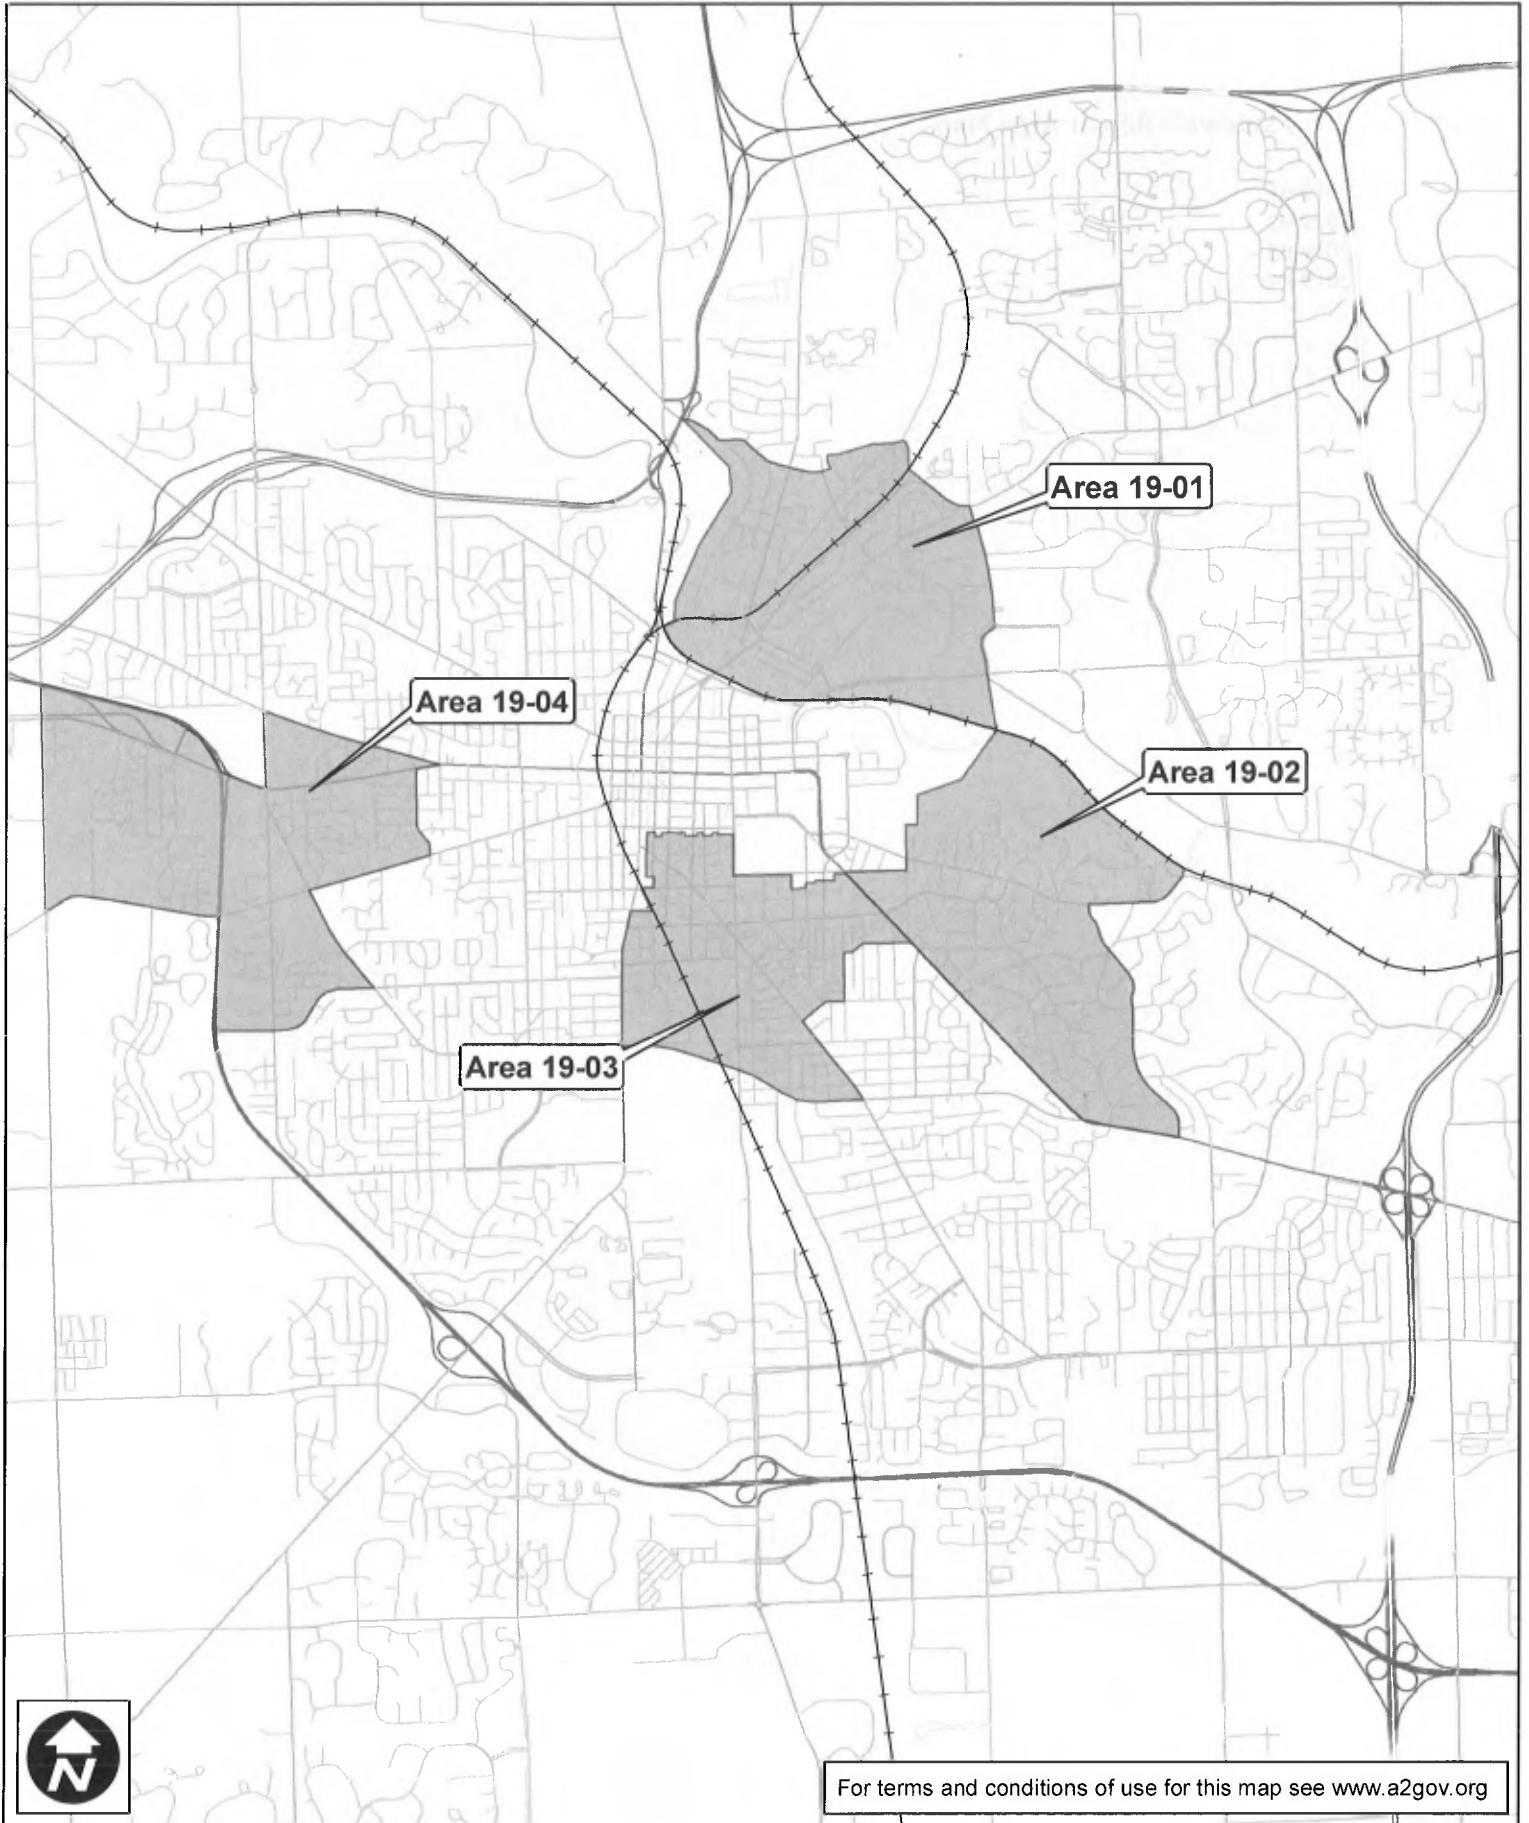 Area 19-01
Area 19-04
Area 19-02
Area 19-03
N
For terms and conditions of use for this map see www.a2gov.org